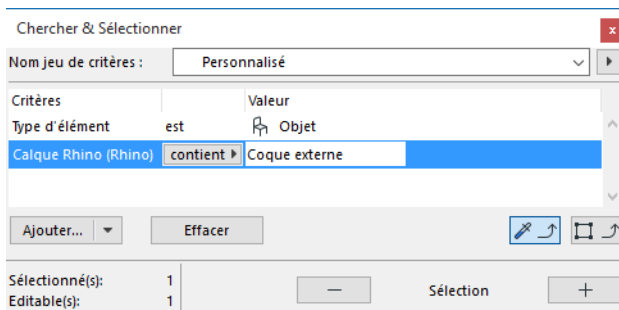 Chercher & Sélectionner
x
Nom jeu de critères : Personnalisé
Critères Valeur
Type d'élément est Objet
Calque Rhino (Rhino) contient Coque externe
Ajouter... Effacer
Sélectionné(s): 1
Editable(s): 1
Sélection